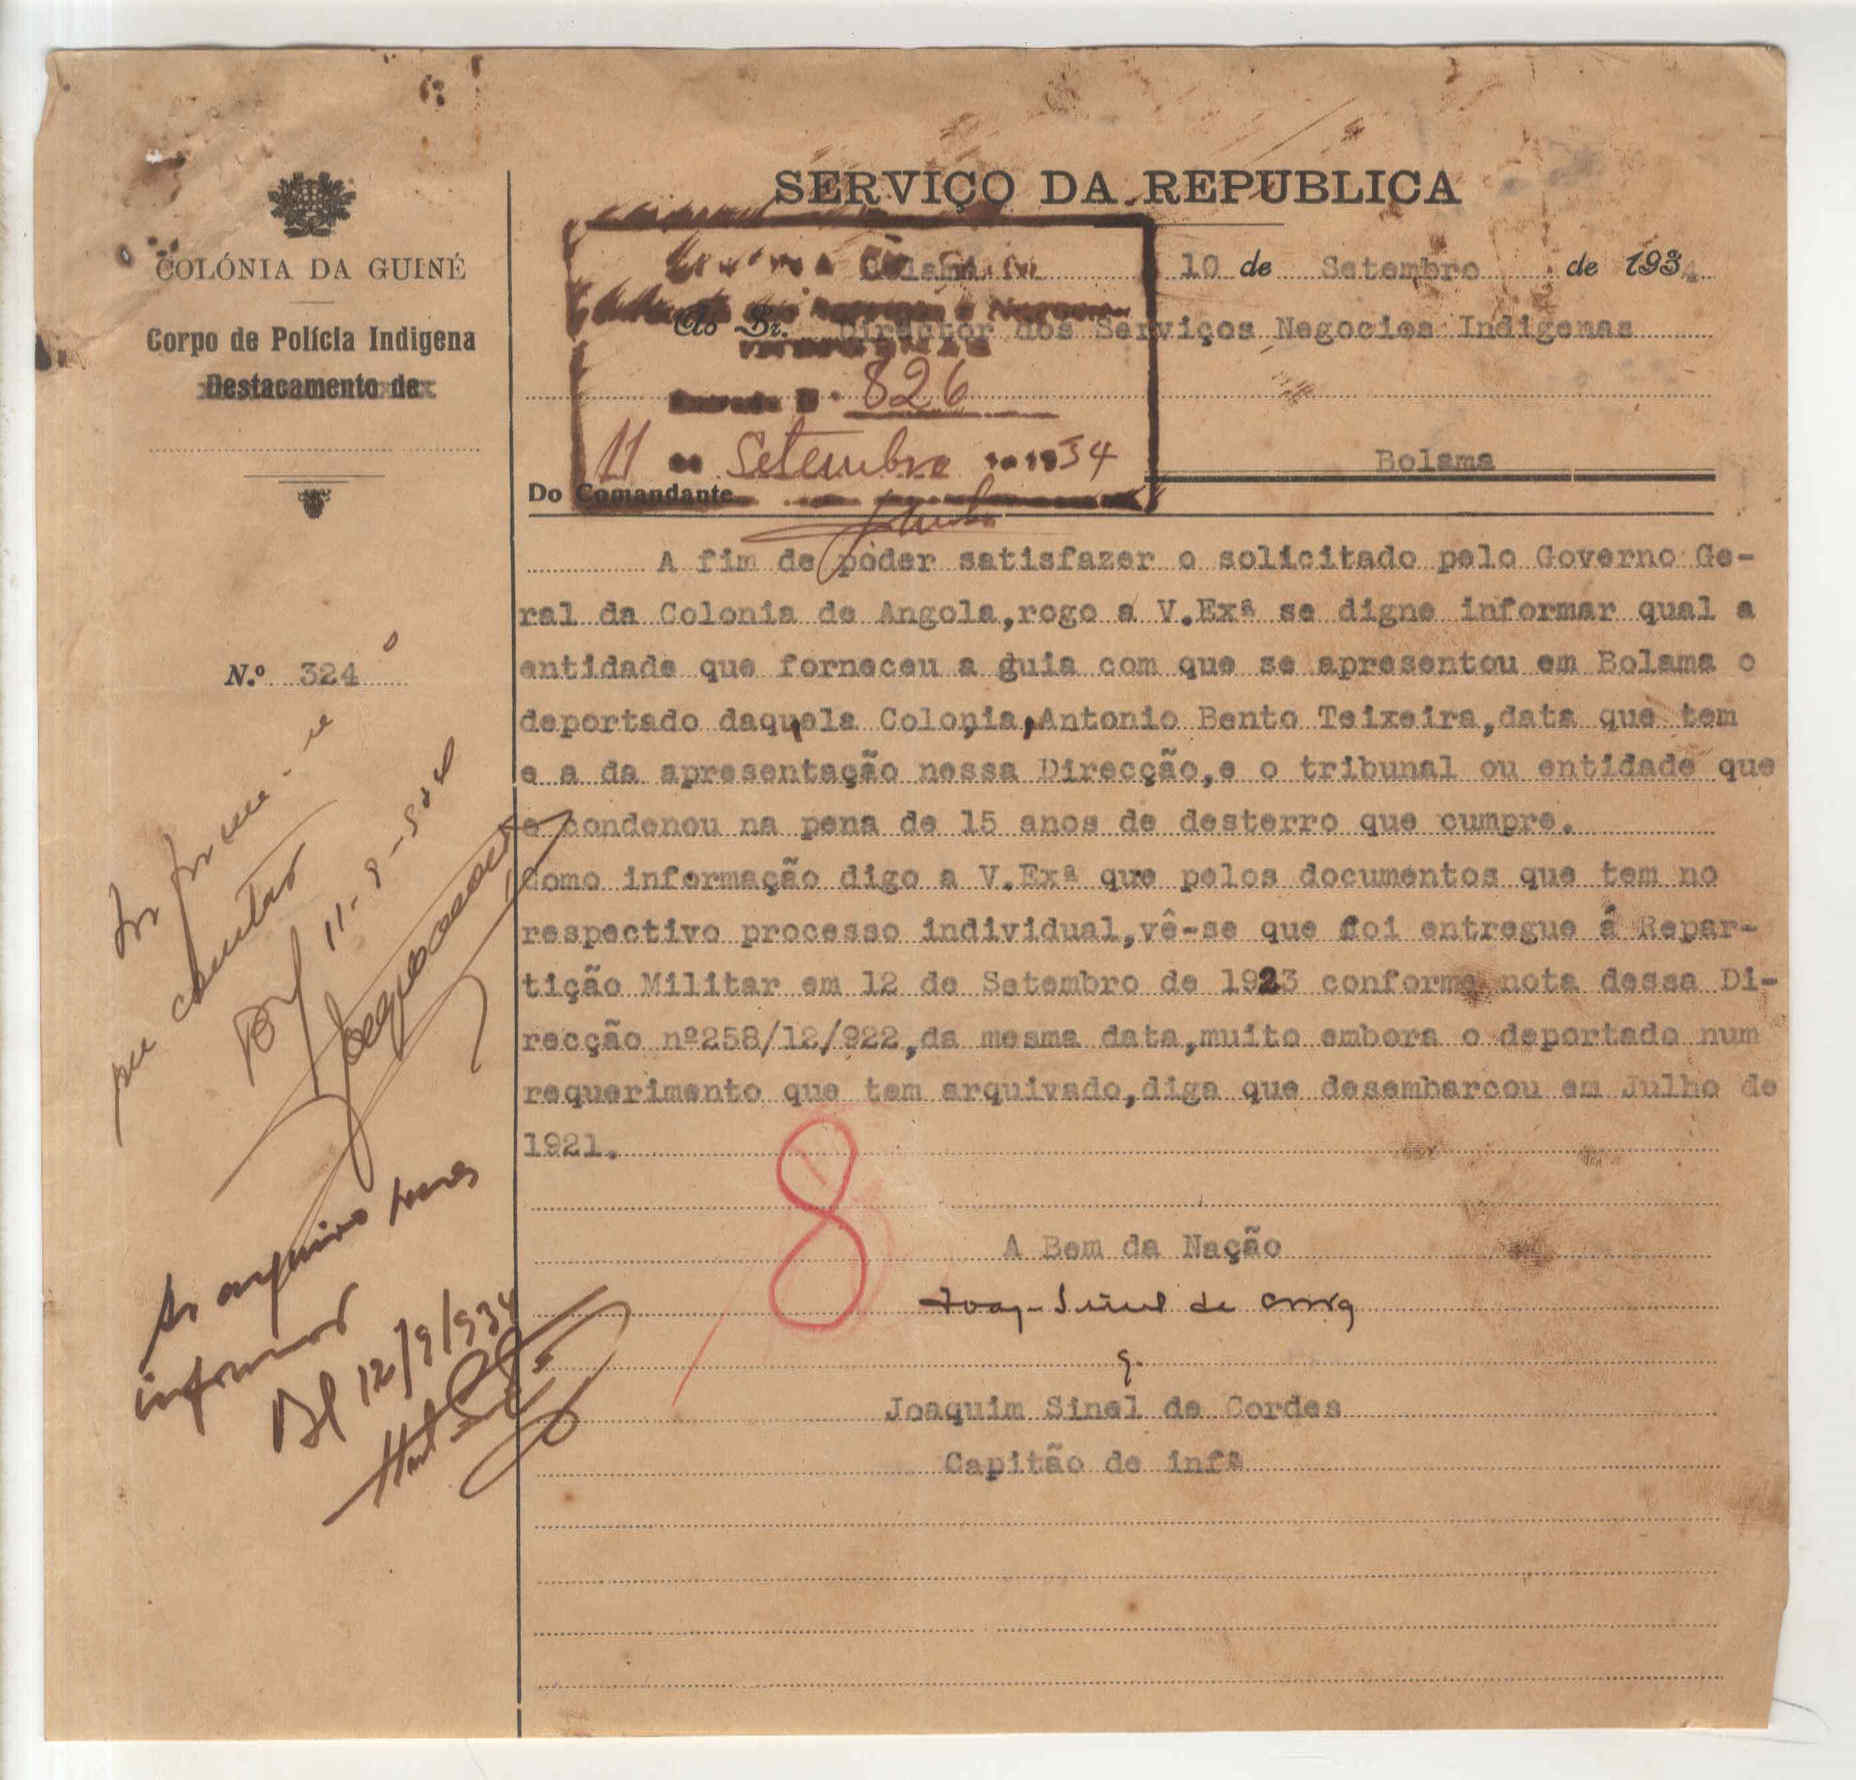 SERVIÇO DA REPUBLICA
COLÓNIA DA GUINÉ
Corpo de Polícia Indigena
Destacamento de
N.º 324
Bolama 10 de Setembro de 1934
Ao Sr. Director dos Serviços Negocios Indigenas
Entrada N.º 826
11 de Setembro de 1934
Bolama
Do Comandante
A fim de pòder satisfazer o solicitado pelo Governo Ge-
ral da Colonia de Angola,rogo a V.Exª se digne informar qual a
entidade que forneceu a guia com que se apresentou em Bolama o
deportado daquela Colonia,Antonio Bento Teixeira,data que tem
e a da apresentação nessa Direcção,e o tribunal ou entidade que
o condenou na pena de 15 anos de desterro que cumpre.
Como informação digo a V.Exª que pelos documentos que tem no
respectivo processo individual,vê-se que foi entregue á Repar-
tição Militar em 12 de Setembro de 1923 conforme nota dessa Di-
recção nº258/12/922,da mesma data,muito embora o deportado num
requerimento que tem arquivado,diga que desembarcou em Julho de
1921.
8
A Bem da Nação
Joaquim Sinel de Cordes
Capitão de infª
Informe-se
11-9-934
Ao arquivo para
informar
Bl 12/9/934